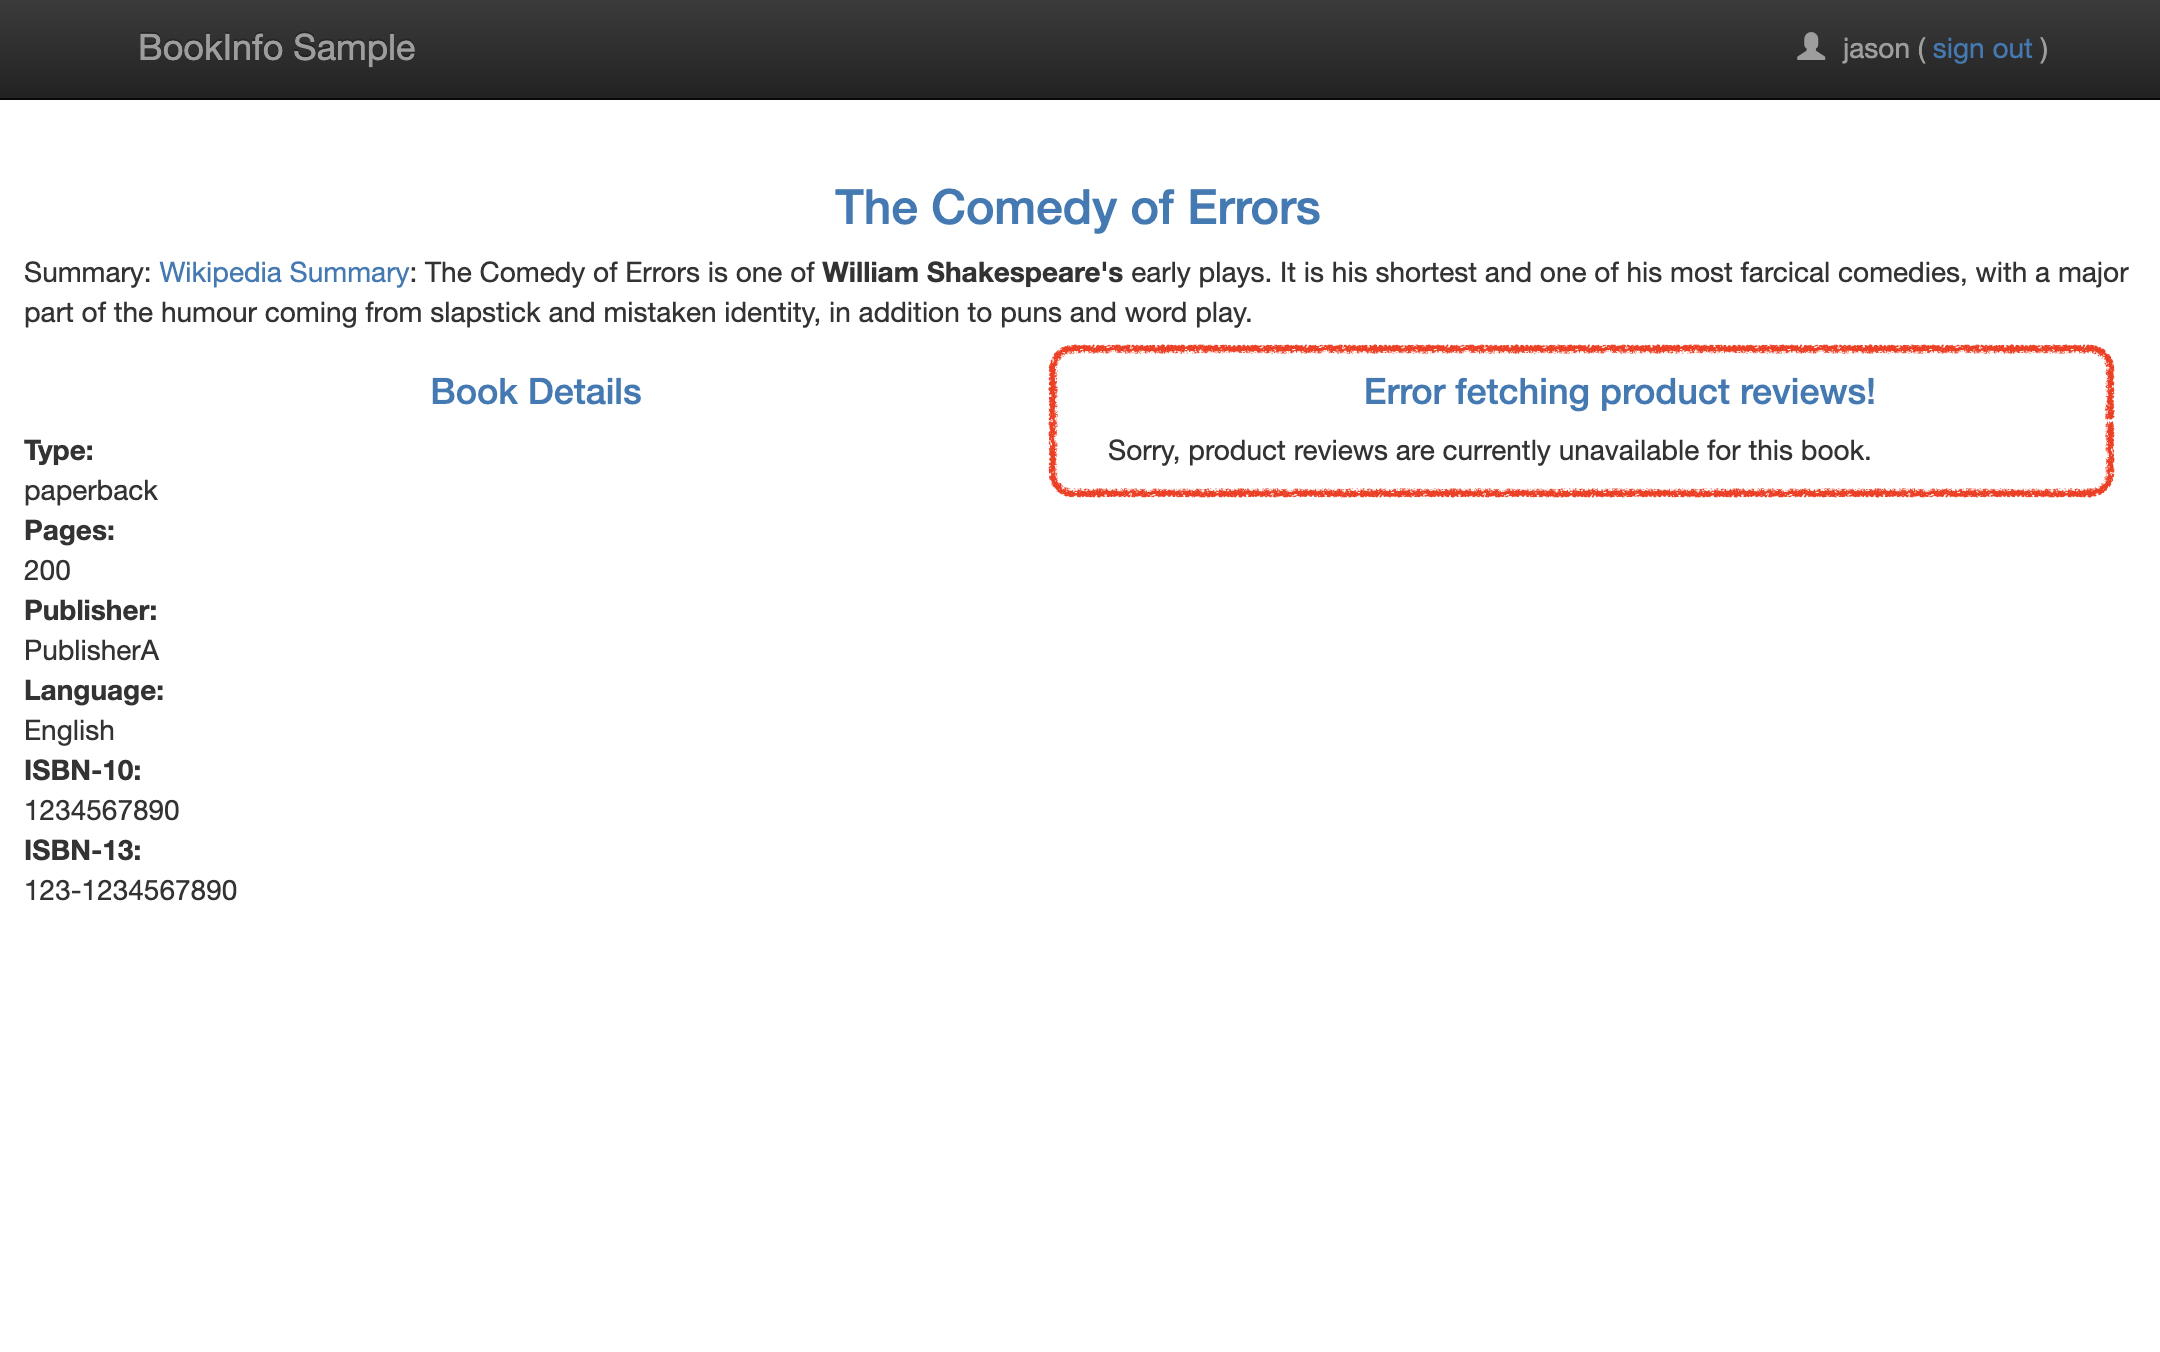 BookInfo Sample
jason ( sign out )
The Comedy of Errors
Summary: Wikipedia Summary: The Comedy of Errors is one of William Shakespeare's early plays. It is his shortest and one of his most farcical comedies, with a major
part of the humour coming from slapstick and mistaken identity, in addition to puns and word play.
Book Details
Type:
paperback
Pages:
200
Publisher:
PublisherA
Language:
English
ISBN-10:
1234567890
ISBN-13:
123-1234567890
Error fetching product reviews!
Sorry, product reviews are currently unavailable for this book.